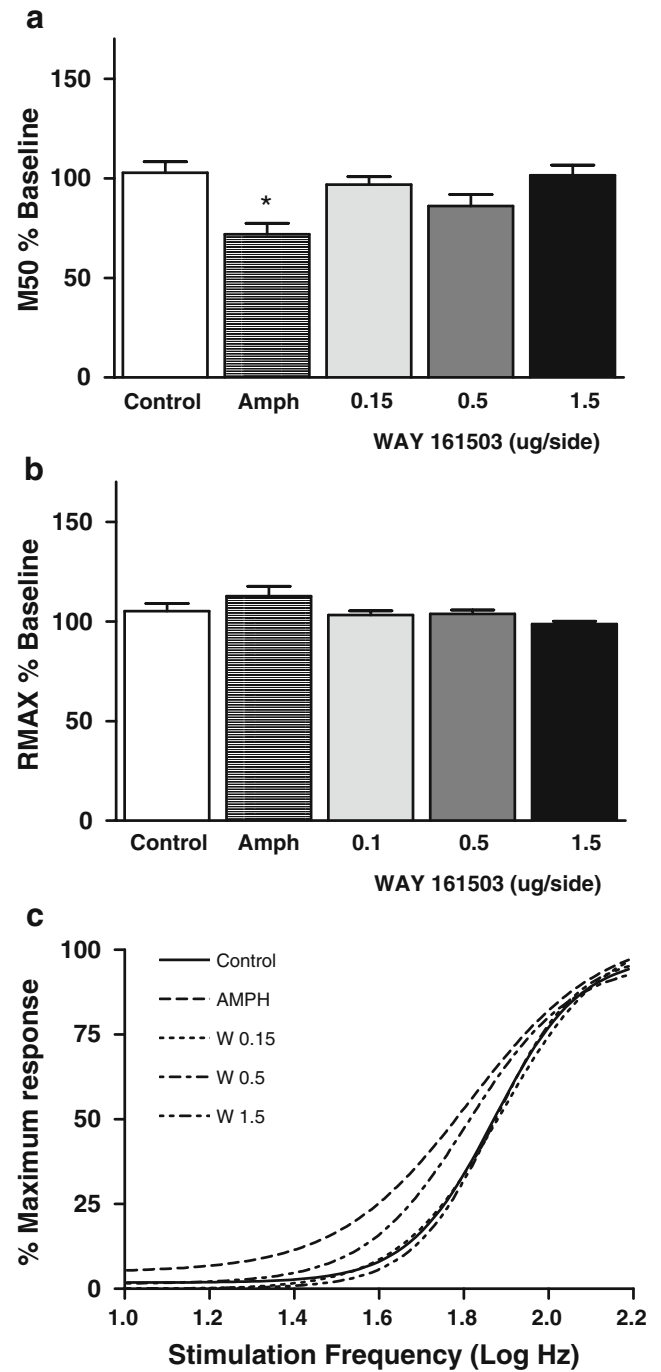 a
M50 % Baseline
150
100
50
0
*
Control Amph 0.15 0.5 1.5
WAY 161503 (ug/side)
b
RMAX % Baseline
150
100
50
0
Control Amph 0.1 0.5 1.5
WAY 161503 (ug/side)
c
% Maximum response
100
75
50
25
0
Control
AMPH
W 0.15
W 0.5
W 1.5
1.0 1.2 1.4 1.6 1.8 2.0 2.2
Stimulation Frequency (Log Hz)